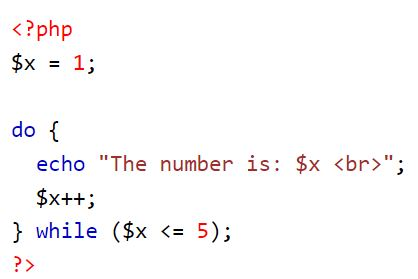 <?php
$x = 1;

do {
  echo "The number is: $x <br>";
  $x++;
} while ($x <= 5);
?>